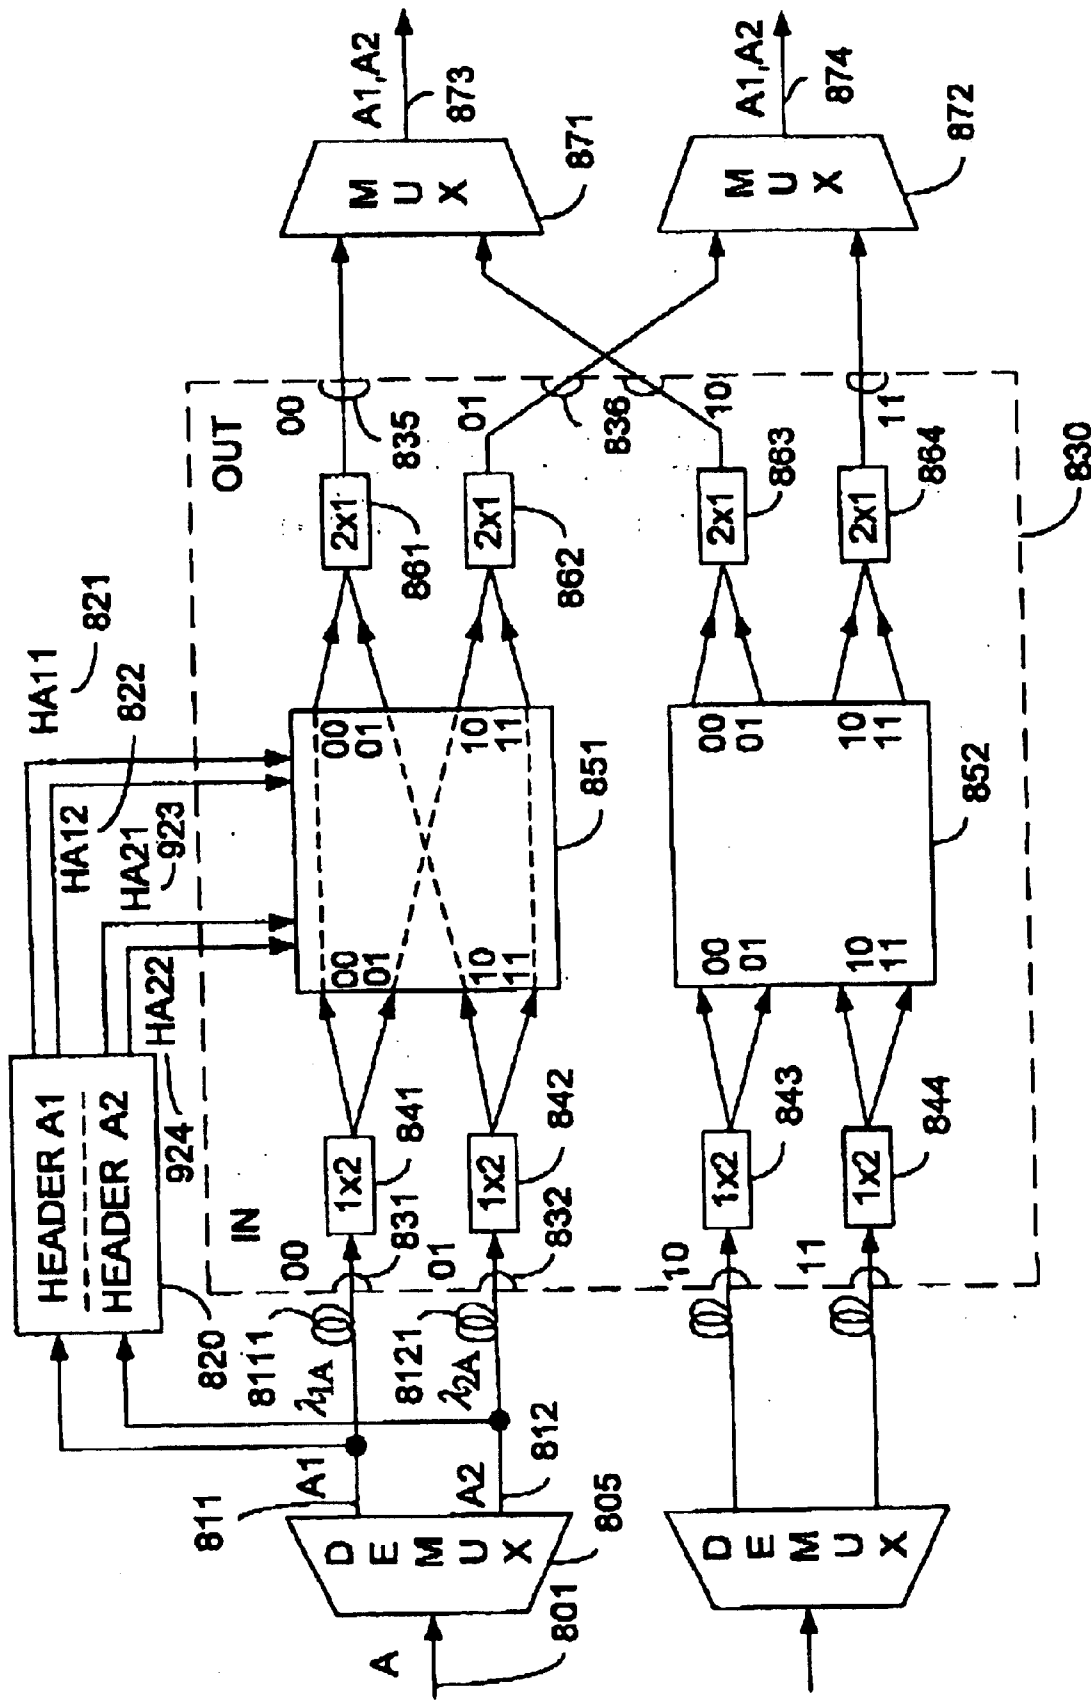 HEADER A1
HEADER A2
820
HA11
821
HA12
822
HA21
923
HA22
924
A
801
D
E
M
U
X
805
811
A1
A2
812
λ1A
8111
λ2A
8121
IN
OUT
00
831
01
832
10
11
1x2
841
1x2
842
1x2
843
1x2
844
00
01
10
11
00
01
10
11
851
00
01
10
11
00
01
10
11
852
2x1
861
2x1
862
2x1
863
2x1
864
00
835
01
836
10
11
830
M
U
X
871
A1,A2
873
M
U
X
872
A1,A2
874
D
E
M
U
X